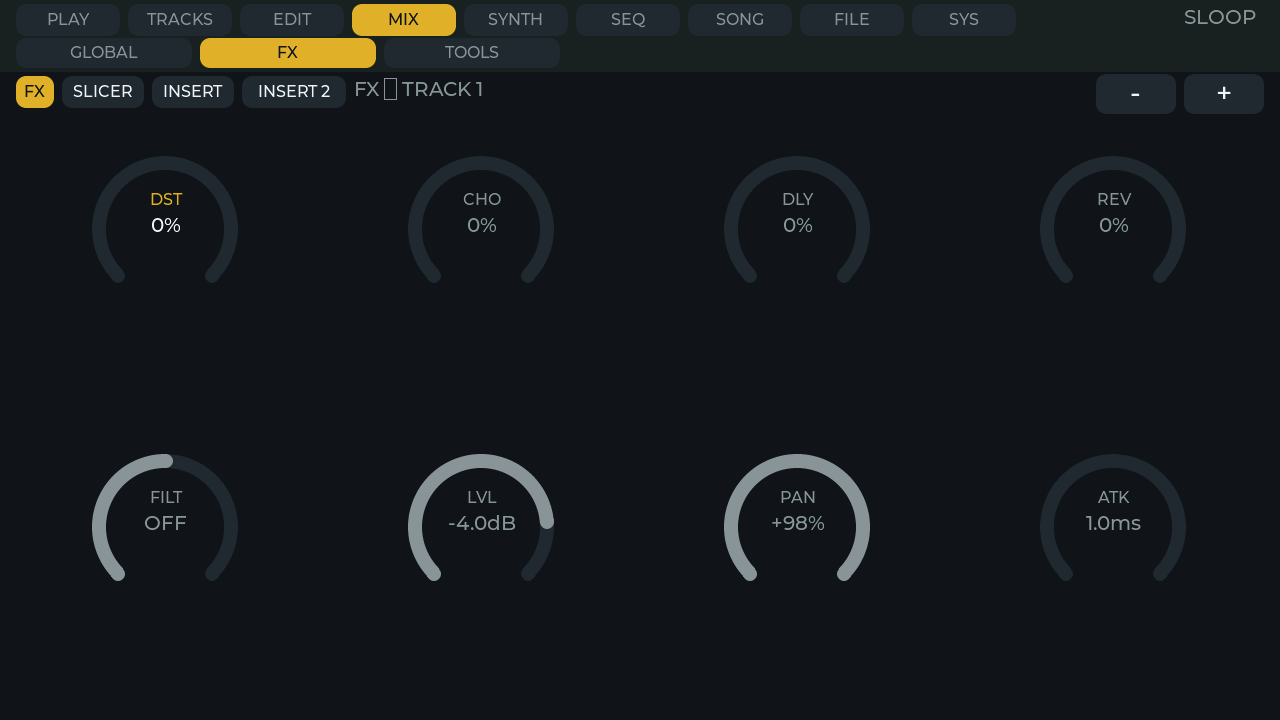 PLAY TRACKS EDIT MIX SYNTH SEQ SONG FILE SYS SLOOP
GLOBAL FX TOOLS
FX SLICER INSERT INSERT 2 FX TRACK 1 - +
DST CHO DLY REV
0% 0% 0% 0%
FILT LVL PAN ATK
OFF -4.0dB +98% 1.0ms